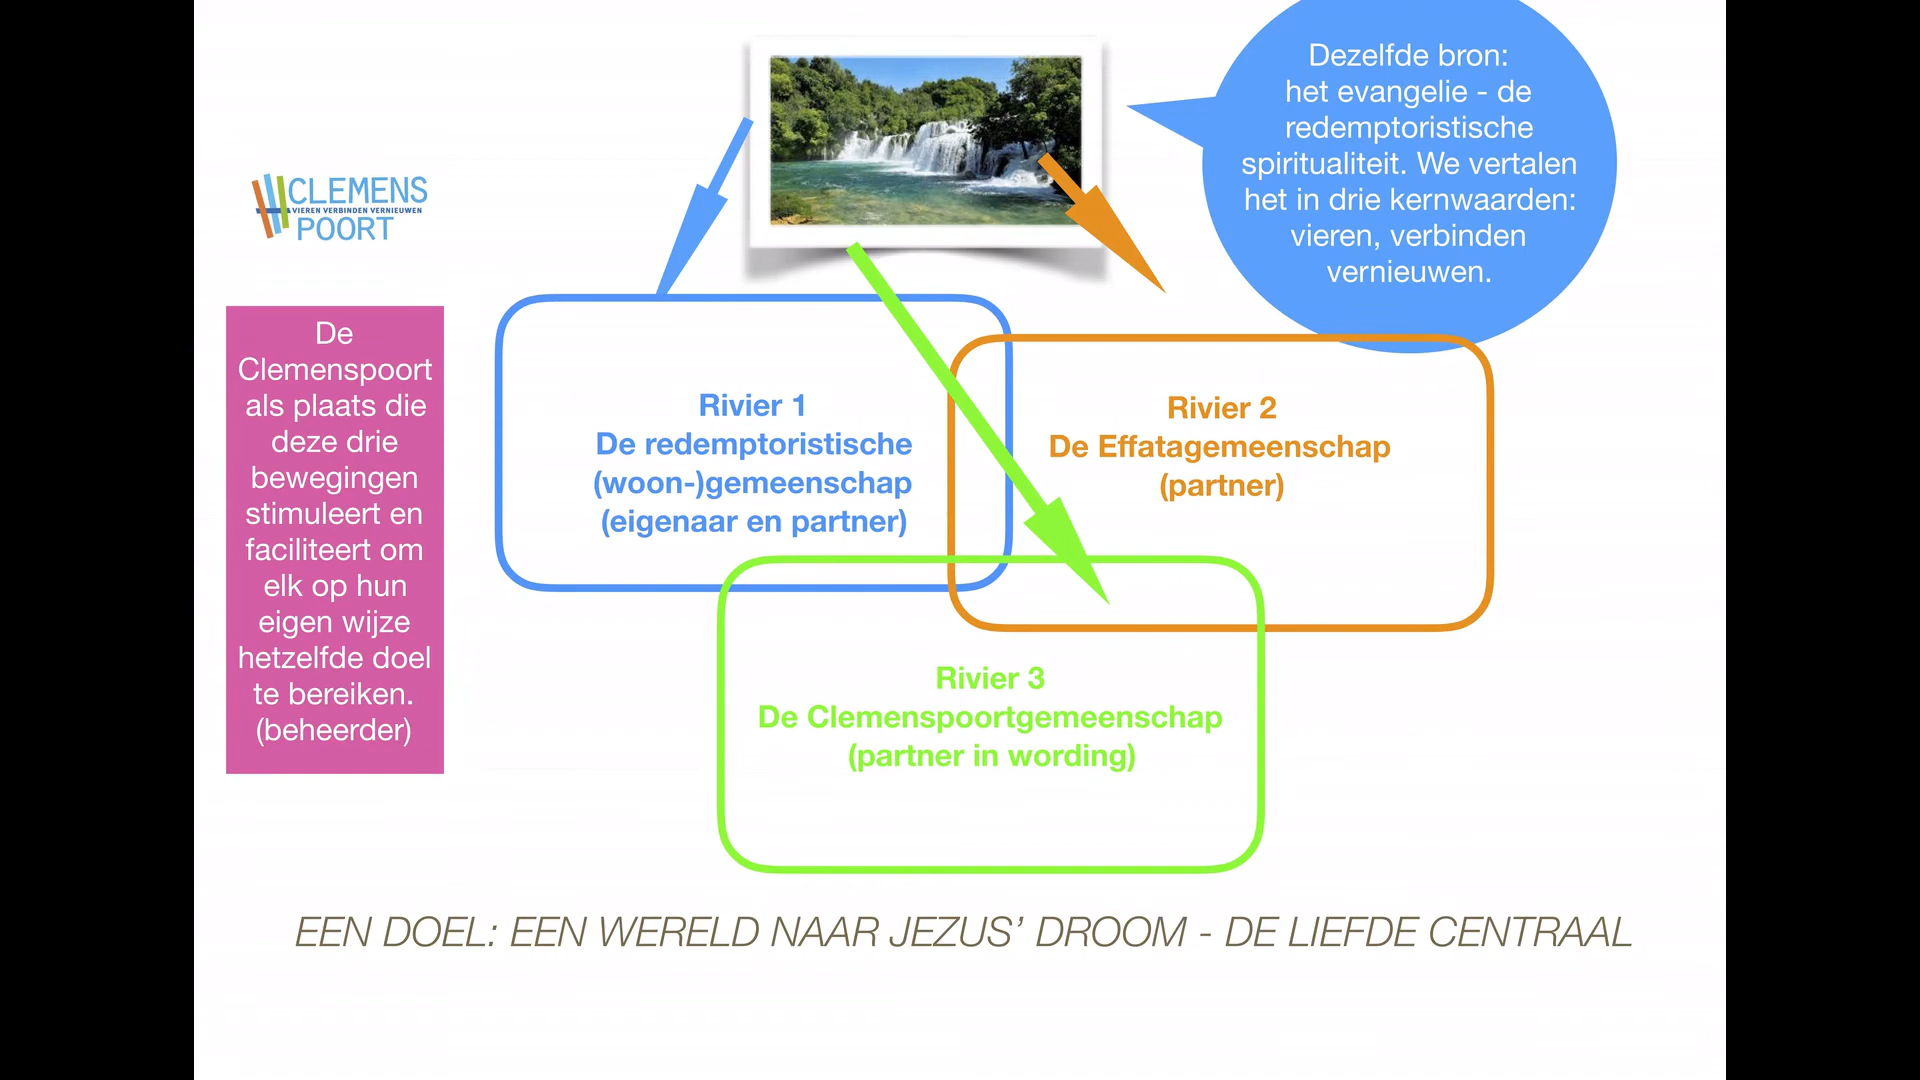 CLEMENS
VIEREN VERBINDEN VERNIEUWEN
POORT
Dezelfde bron:
het evangelie - de
redemptoristische
spiritualiteit. We vertalen
het in drie kernwaarden:
vieren, verbinden
vernieuwen.
De
Clemenspoort
als plaats die
deze drie
bewegingen
stimuleert en
faciliteert om
elk op hun
eigen wijze
hetzelfde doel
te bereiken.
(beheerder)
Rivier 1
De redemptoristische
(woon-)gemeenschap
(eigenaar en partner)
Rivier 2
De Effatagemeenschap
(partner)
Rivier 3
De Clemenspoortgemeenschap
(partner in wording)
EEN DOEL: EEN WERELD NAAR JEZUS’ DROOM - DE LIEFDE CENTRAAL